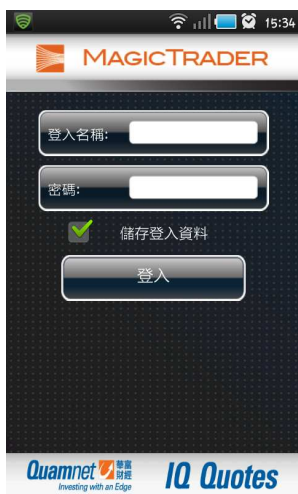 15:34
MAGICTRADER
登入名稱:
密碼:
儲存登入資料
登入
Quamnet 華富財經
Investing with an Edge
IQ Quotes